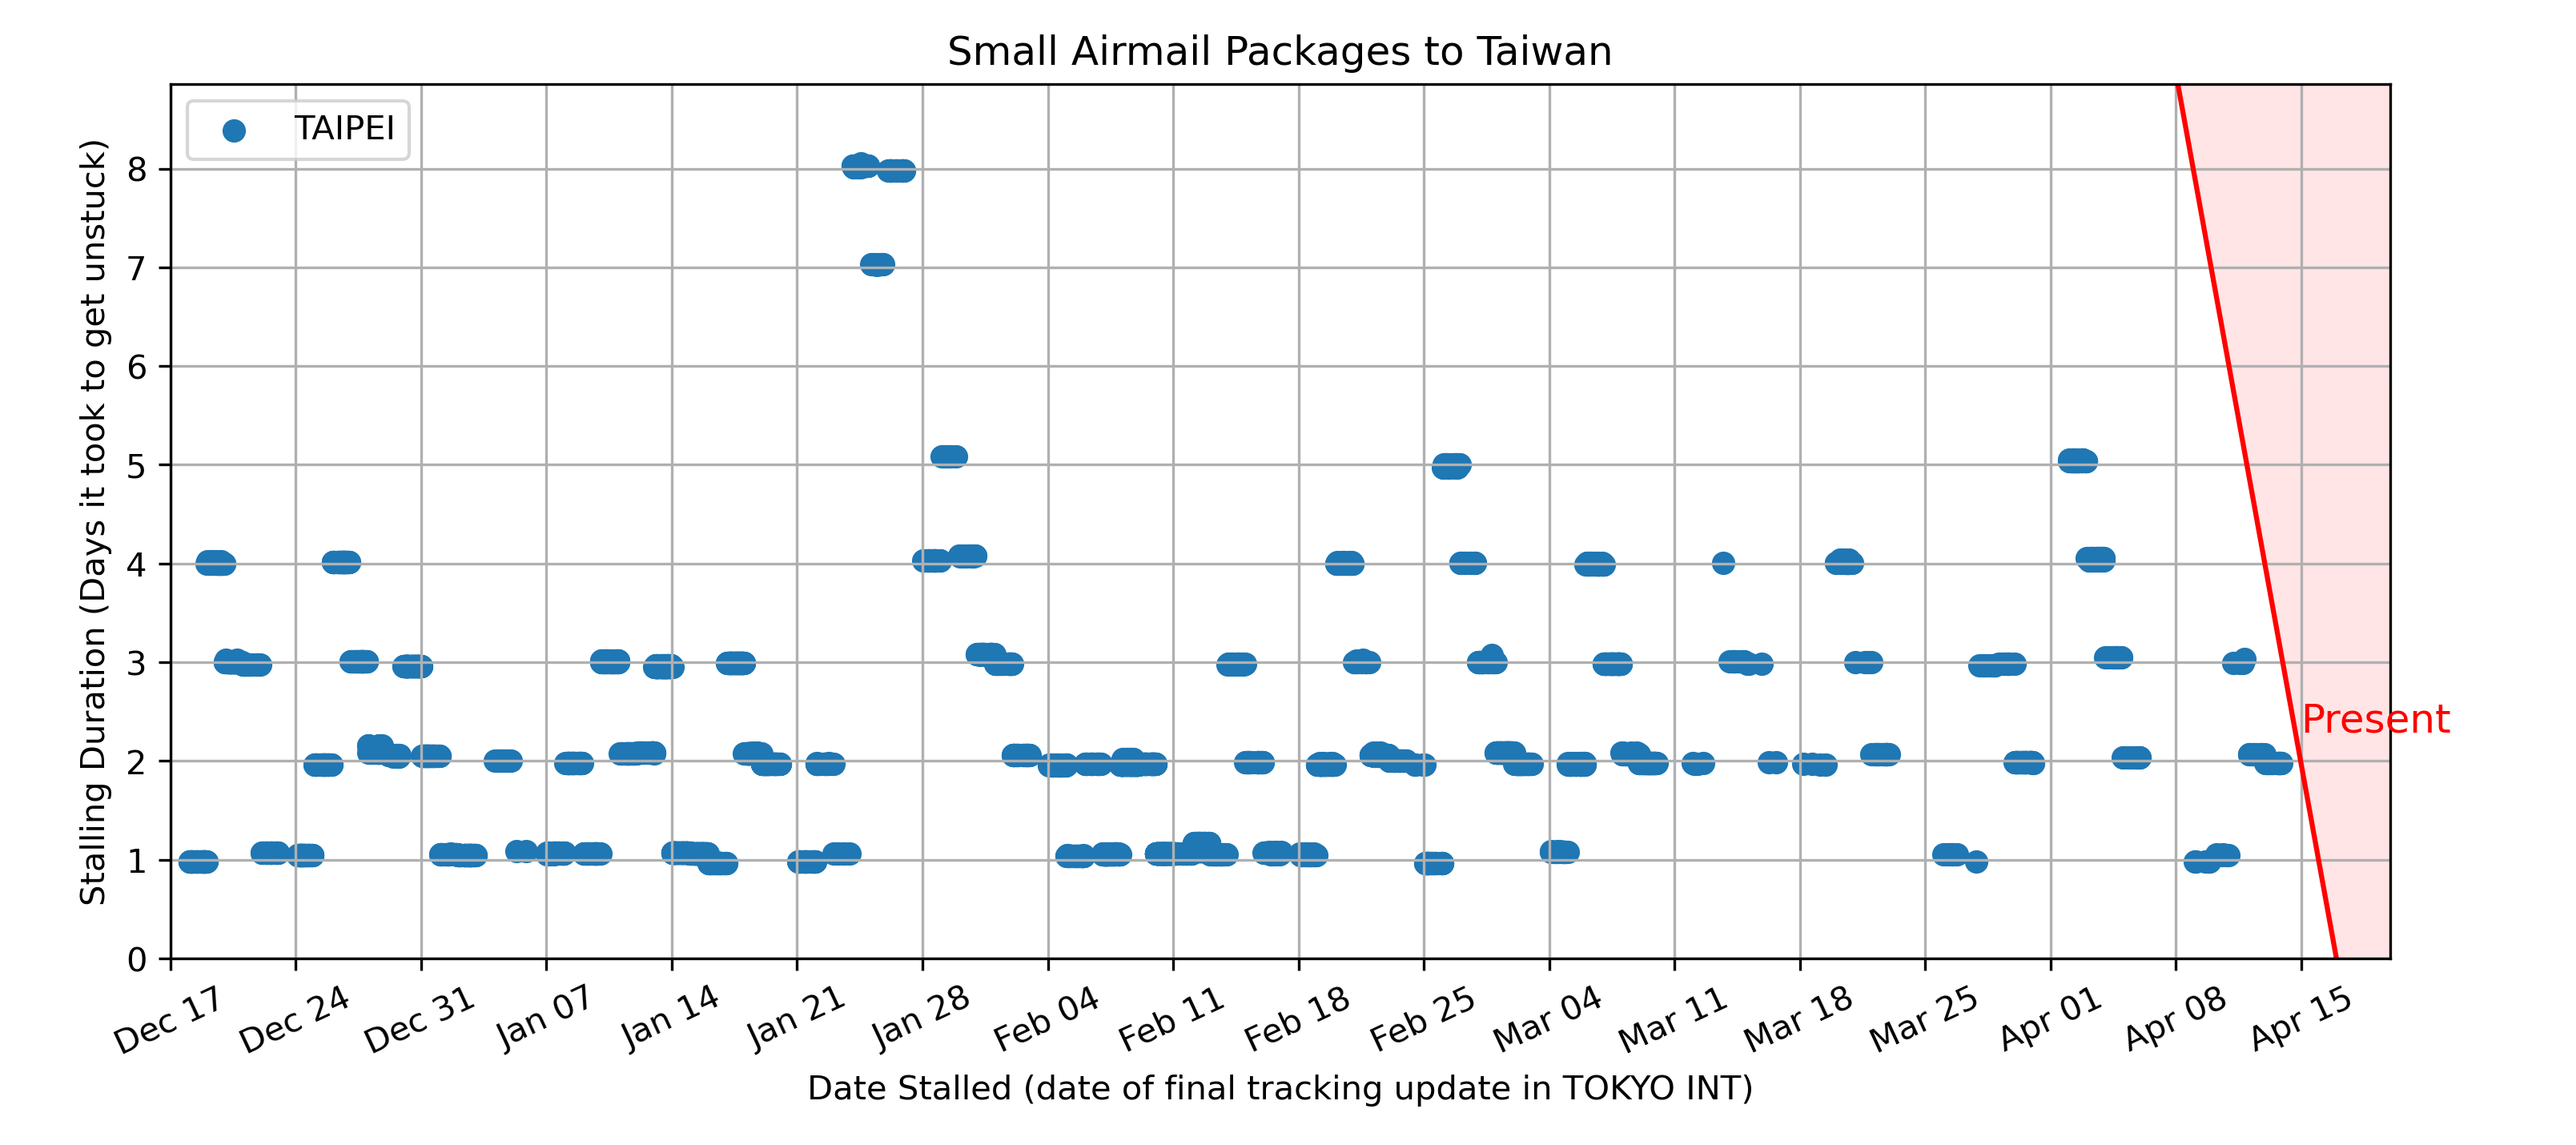 Small Airmail Packages to Taiwan
TAIPEI
Stalling Duration (Days it took to get unstuck)
8
7
6
5
4
3
2
1
0
Present
Dec 17
Dec 24
Dec 31
Jan 07
Jan 14
Jan 21
Jan 28
Feb 04
Feb 11
Feb 18
Feb 25
Mar 04
Mar 11
Mar 18
Mar 25
Apr 01
Apr 08
Apr 15
Date Stalled (date of final tracking update in TOKYO INT)